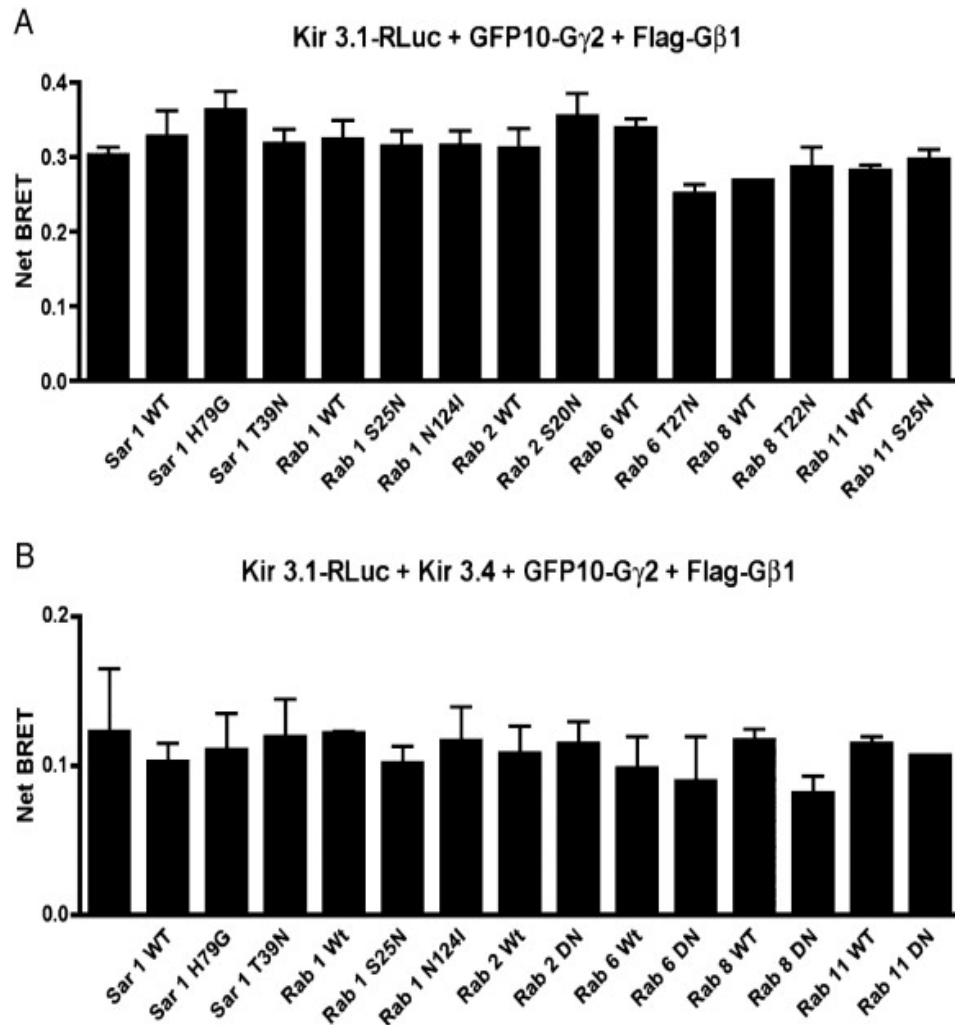 A
Kir 3.1-RLuc + GFP10-Gγ2 + Flag-Gβ1
Net BRET
0.4
0.3
0.2
0.1
0.0
Sar 1 WT
Sar 1 H79G
Sar 1 T39N
Rab 1 WT
Rab 1 S25N
Rab 1 N124I
Rab 2 WT
Rab 2 S20N
Rab 6 WT
Rab 6 T27N
Rab 8 WT
Rab 8 T22N
Rab 11 WT
Rab 11 S25N
B
Kir 3.1-RLuc + Kir 3.4 + GFP10-Gγ2 + Flag-Gβ1
Net BRET
0.2
0.1
0.0
Sar 1 WT
Sar 1 H79G
Sar 1 T39N
Rab 1 Wt
Rab 1 S25N
Rab 1 N124I
Rab 2 Wt
Rab 2 DN
Rab 6 Wt
Rab 6 DN
Rab 8 WT
Rab 8 DN
Rab 11 WT
Rab 11 DN